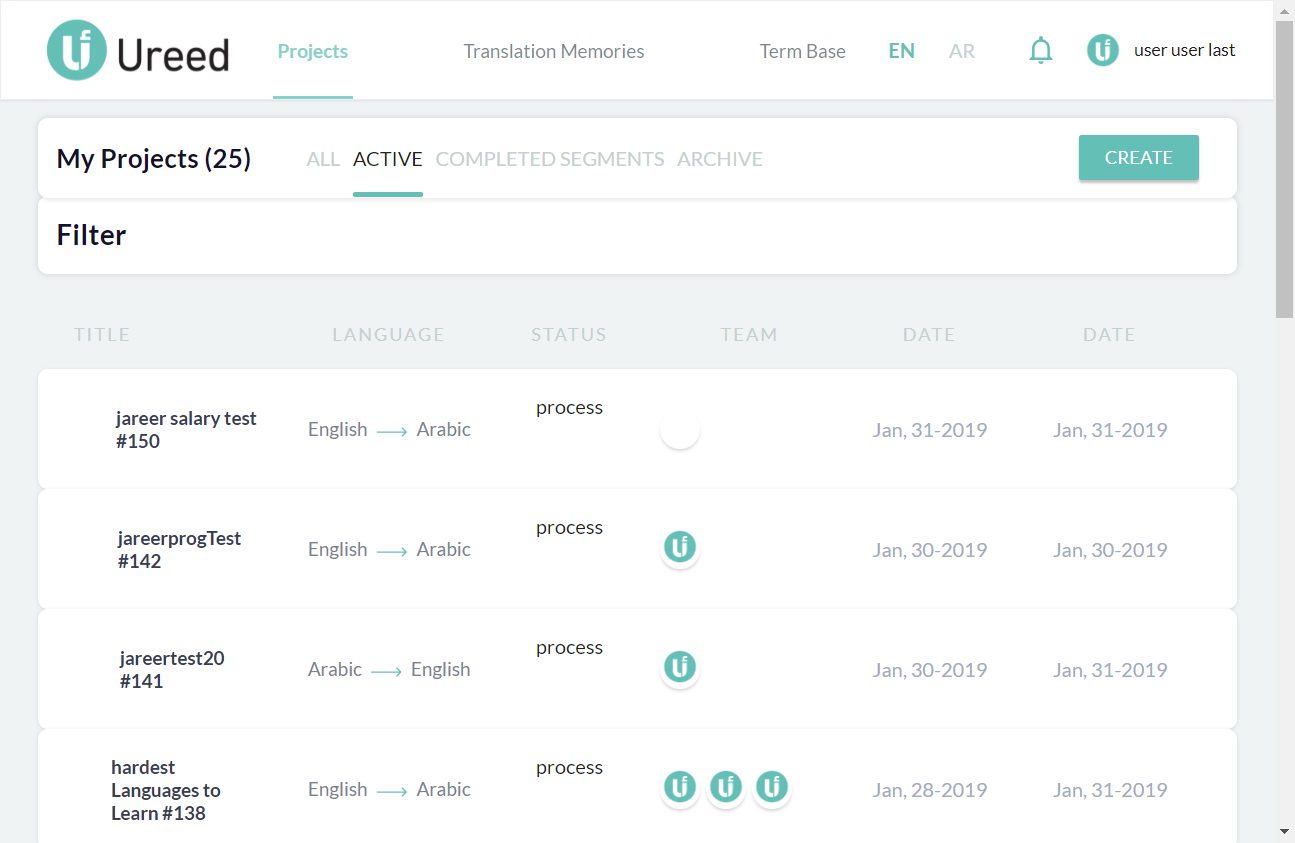 Ureed Projects Translation Memories Term Base EN AR user user last
My Projects (25) ALL ACTIVE COMPLETED SEGMENTS ARCHIVE CREATE
Filter
TITLE LANGUAGE STATUS TEAM DATE DATE
jareer salary test
#150
English Arabic
process
Jan, 31-2019 Jan, 31-2019
jareerprogTest
#142
English Arabic
process
Jan, 30-2019 Jan, 30-2019
jareertest20
#141
Arabic English
process
Jan, 30-2019 Jan, 31-2019
hardest
Languages to
Learn #138
English Arabic
process
Jan, 28-2019 Jan, 31-2019